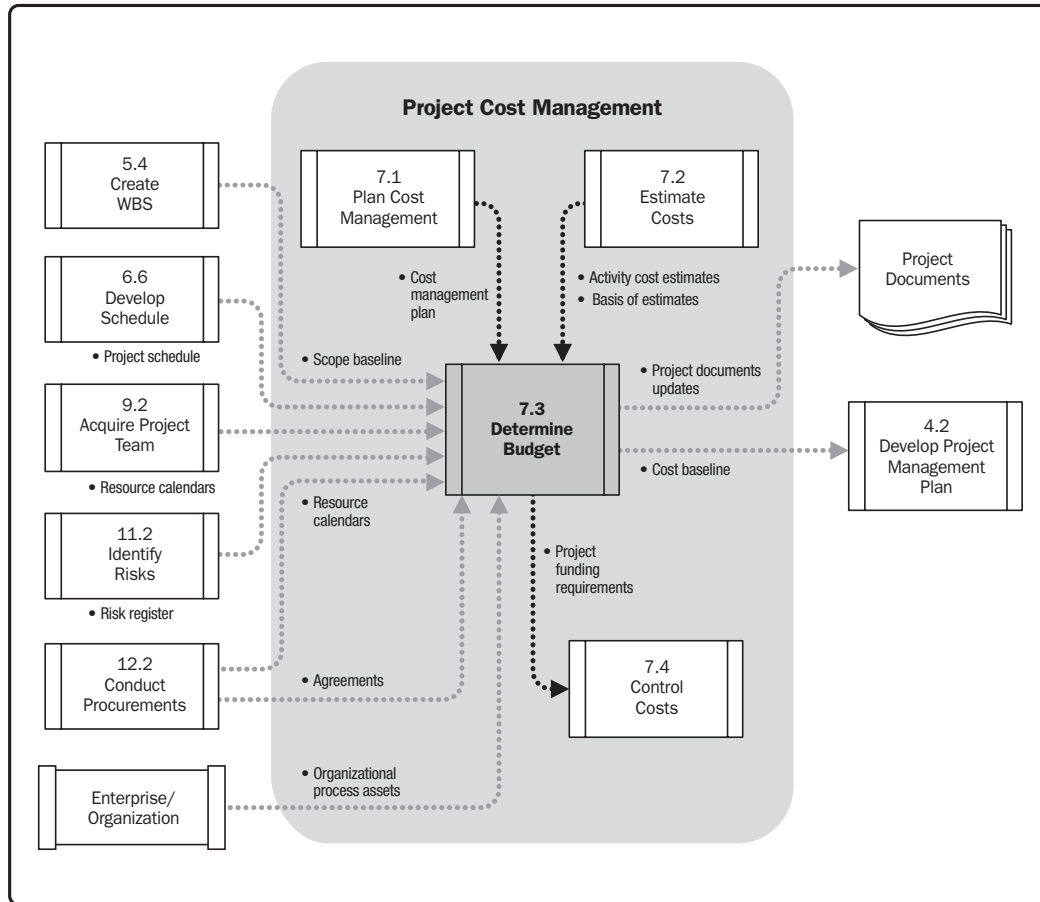 Project Cost Management
5.4
Create
WBS
7.1
Plan Cost
Management
7.2
Estimate
Costs
6.6
Develop
Schedule
• Project schedule
• Cost
management
plan
• Activity cost estimates
• Basis of estimates
Project
Documents
• Scope baseline
9.2
Acquire Project
Team
• Resource calendars
7.3
Determine
Budget
• Project documents
updates
• Cost baseline
4.2
Develop Project
Management
Plan
11.2
Identify
Risks
• Risk register
• Resource
calendars
• Project
funding
requirements
12.2
Conduct
Procurements
• Agreements
7.4
Control
Costs
Enterprise/
Organization
• Organizational
process assets